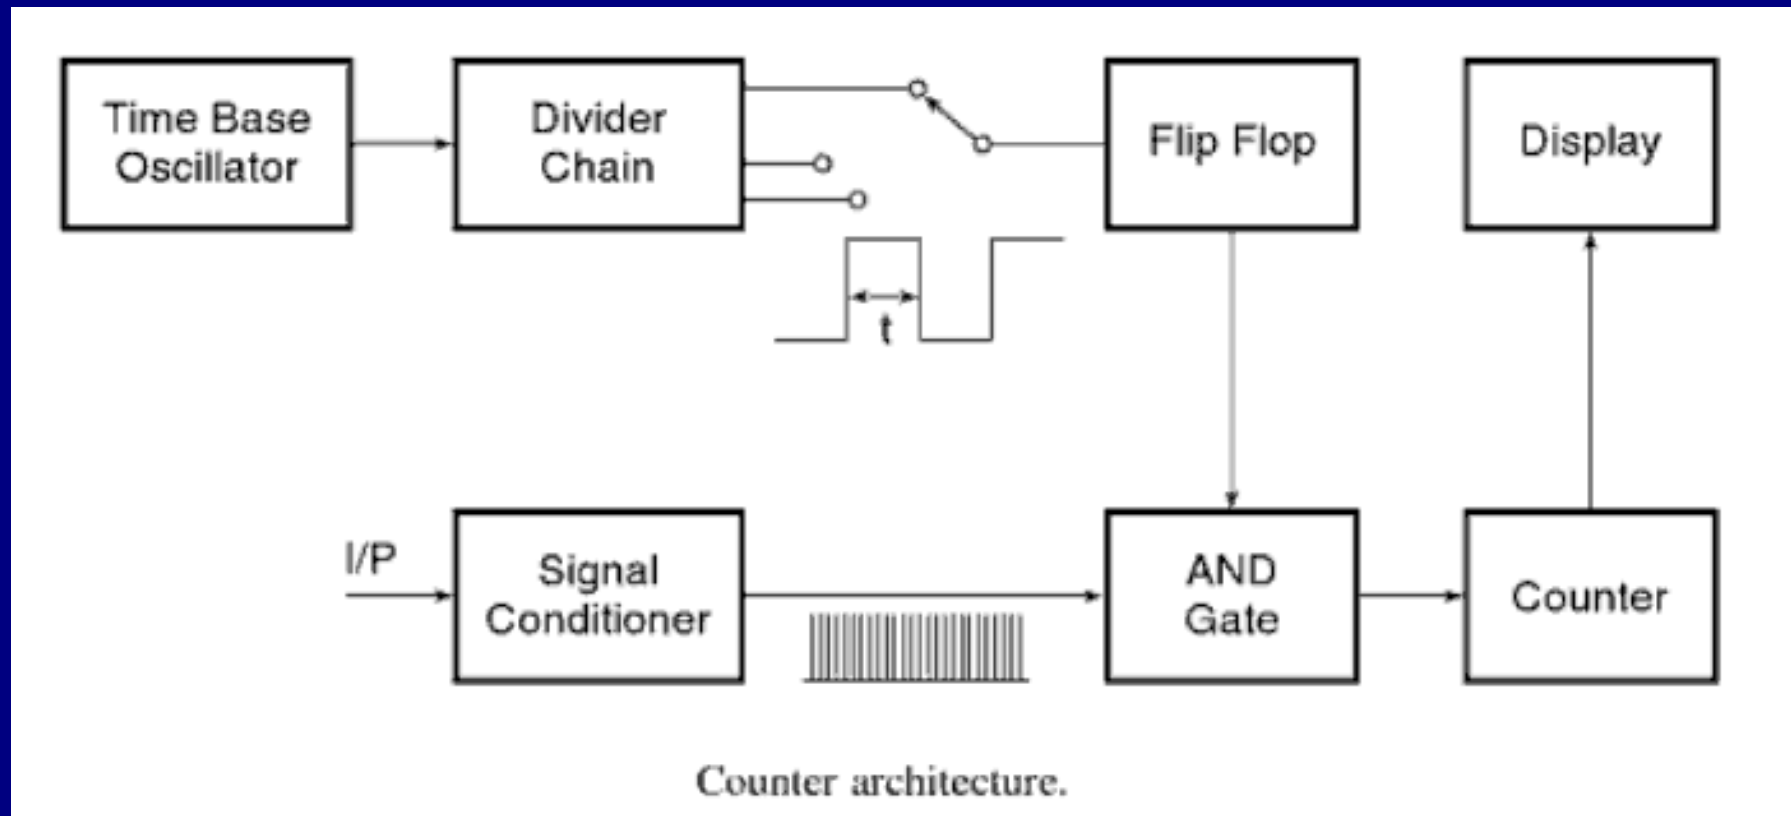 Time Base
Oscillator
Divider
Chain
Flip Flop
Display
t
I/P
Signal
Conditioner
AND
Gate
Counter
Counter architecture.